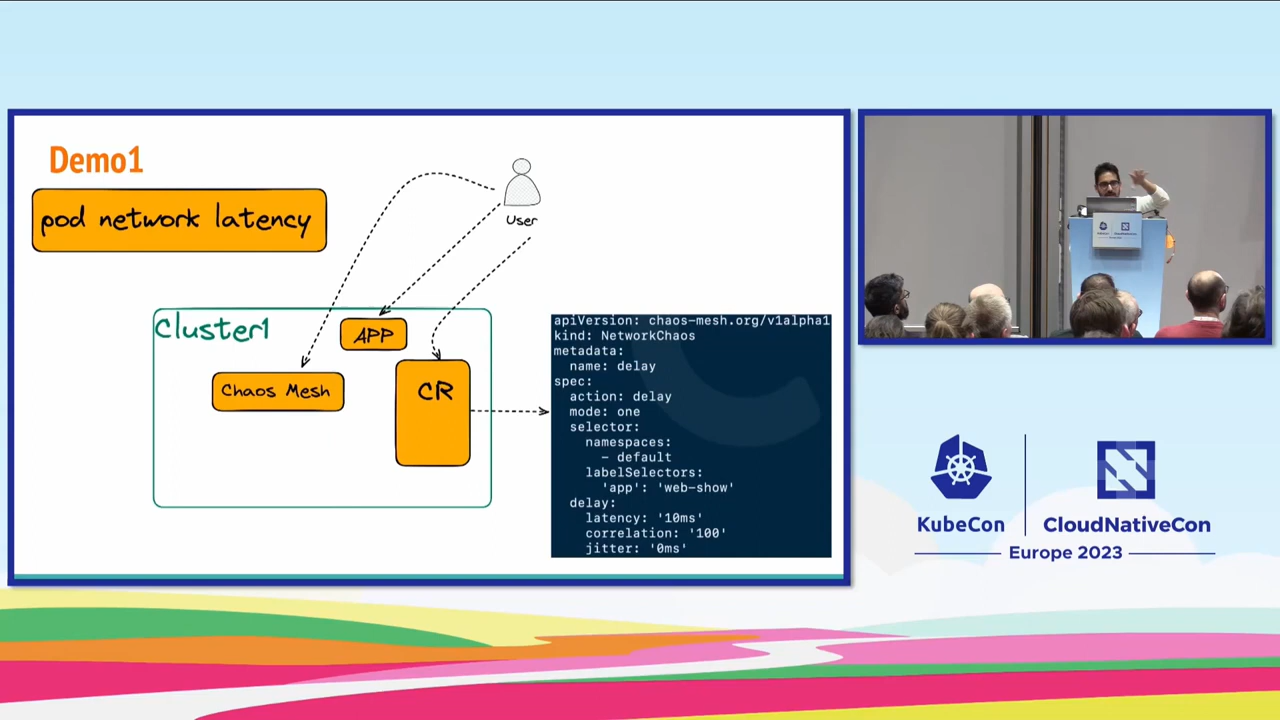 Demo1
pod network latency
User
Cluster1
APP
Chaos Mesh
CR
apiVersion: chaos-mesh.org/v1alpha1
kind: NetworkChaos
metadata:
  name: delay
spec:
  action: delay
  mode: one
  selector:
    namespaces:
      - default
    labelSelectors:
      'app': 'web-show'
  delay:
    latency: '10ms'
    correlation: '100'
    jitter: '0ms'
KubeCon
CloudNativeCon
Europe 2023